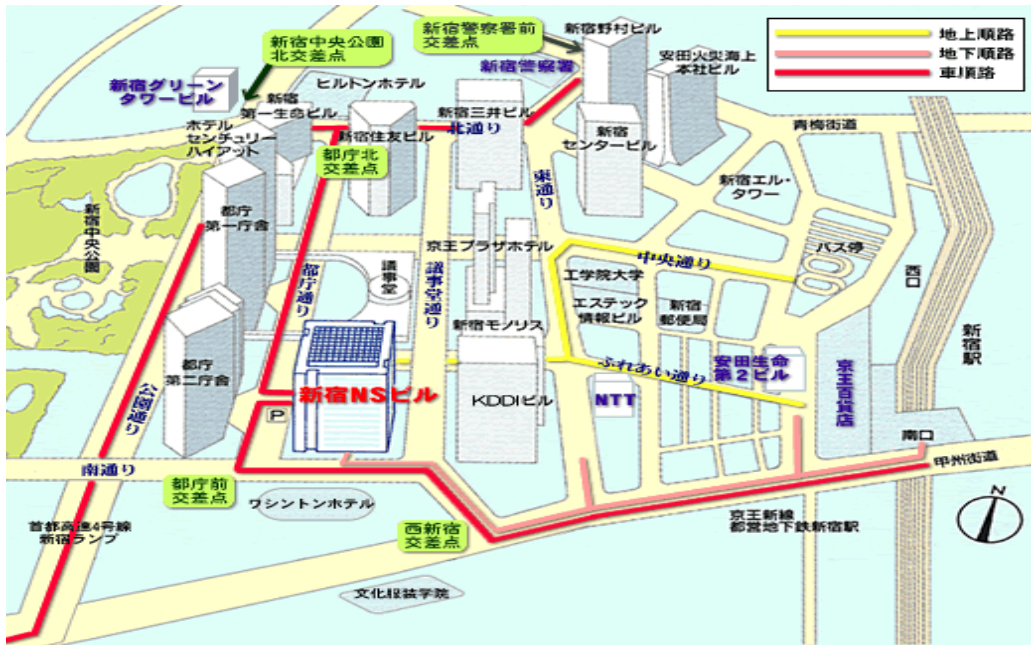 新宿警察署前
交差点
新宿野村ビル
地上順路
地下順路
車順路
新宿中央公園
北交差点
安田火災海上
本社ビル
新宿警察署
新宿グリーン
タワービル
ヒルトンホテル
新宿
第一生命ビル
新宿三井ビル
北通り
新宿住友ビル
ホテル
センチュリー
ハイアット
新宿
センタービル
青梅街道
都庁北
交差点
東通り
新宿エル・
タワー
新宿中央公園
都庁
第一庁舎
京王プラザホテル
中央通り
バス停
西口
都庁通り
議事堂
議事堂通り
工学院大学
エステック
情報ビル
新宿
郵便局
新宿モノリス
新宿駅
都庁
第二庁舎
公園通り
ふれあい通り
安田生命
第2ビル
京王百貨店
新宿NSビル
KDDIビル
NTT
P
南口
甲州街道
南通り
都庁前
交差点
ワシントンホテル
N
首都高速4号線
新宿ランプ
西新宿
交差点
京王新線
都営地下鉄新宿駅
文化服装学院